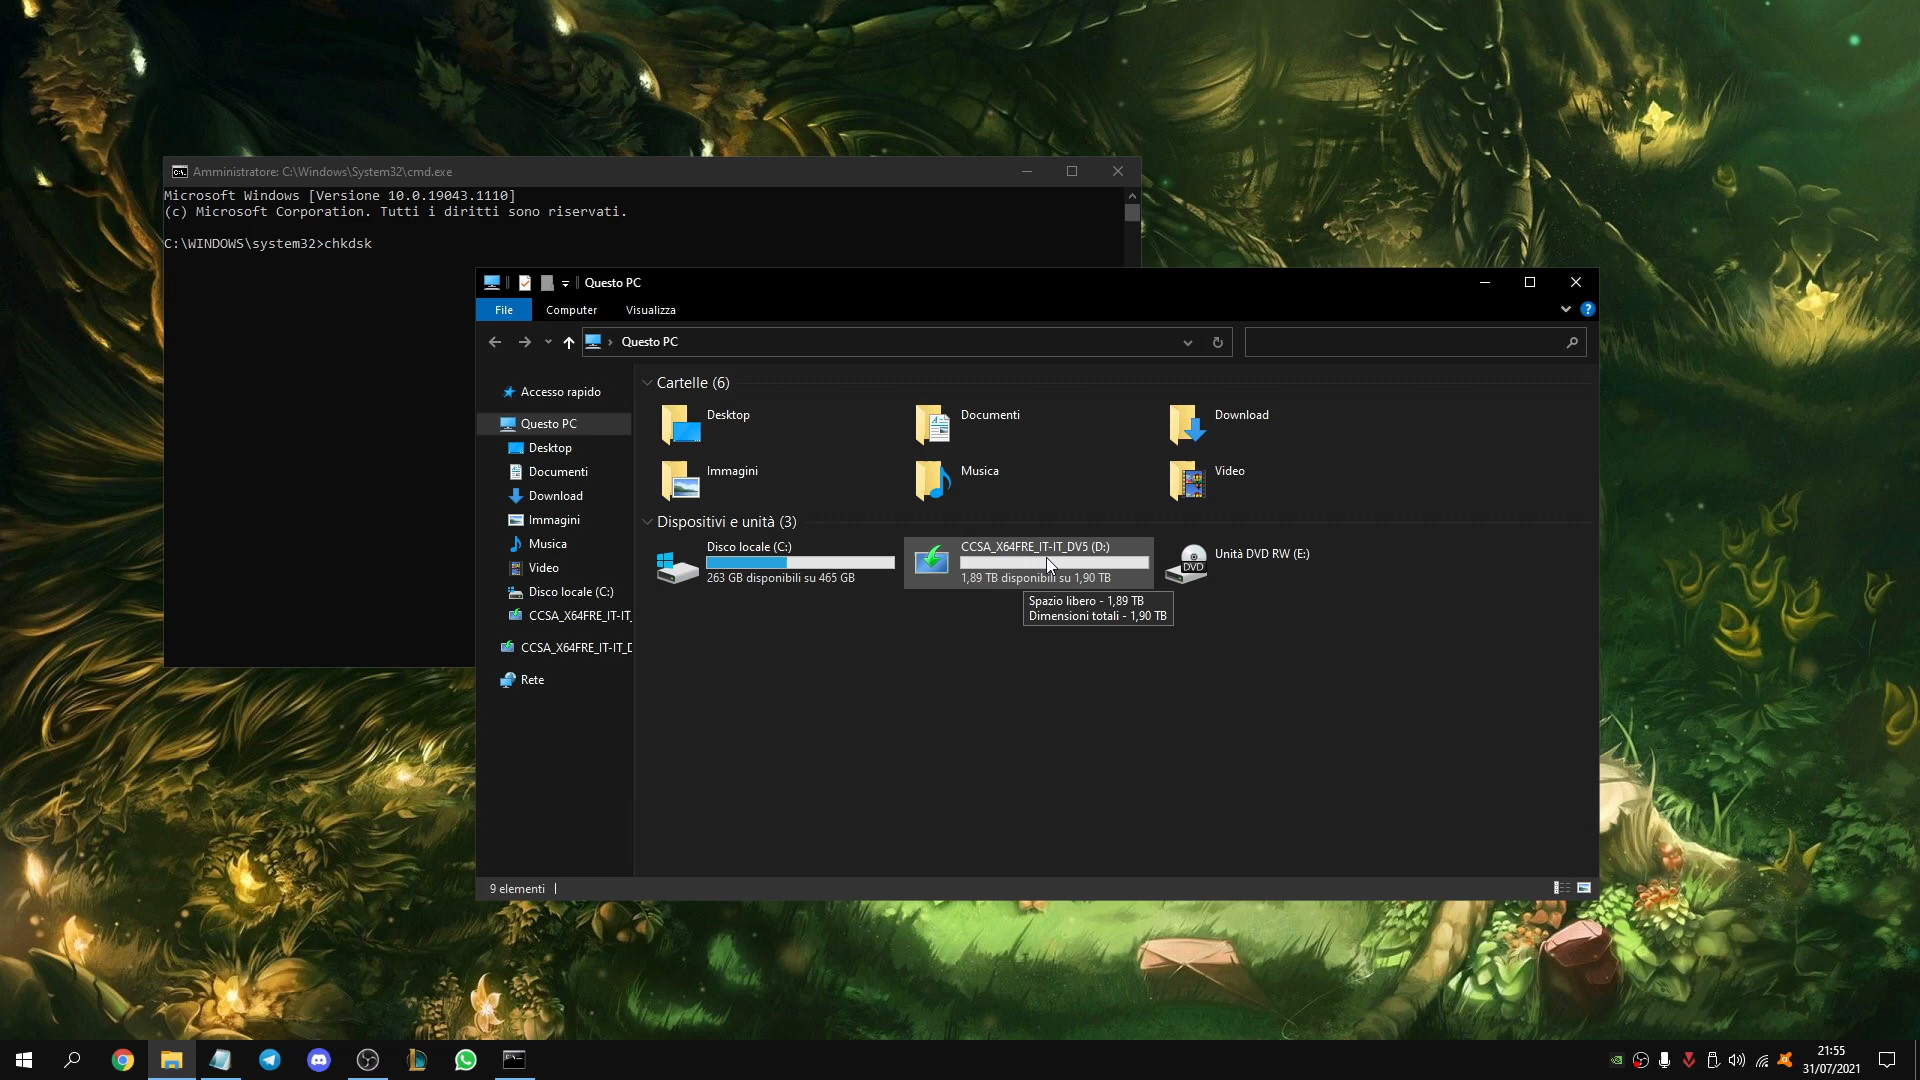 Amministratore: C:\Windows\System32\cmd.exe
Microsoft Windows [Versione 10.0.19043.1110]
(c) Microsoft Corporation. Tutti i diritti sono riservati.
C:\WINDOWS\system32>chkdsk
Questo PC
File Computer Visualizza
Questo PC
Accesso rapido
Questo PC
Desktop
Documenti
Download
Immagini
Musica
Video
Disco locale (C:)
CCSA_X64FRE_IT-IT_
CCSA_X64FRE_IT-IT_D
Rete
Cartelle (6)
Desktop
Documenti
Download
Immagini
Musica
Video
Dispositivi e unità (3)
Disco locale (C:)
263 GB disponibili su 465 GB
CCSA_X64FRE_IT-IT_DV5 (D:)
1,89 TB disponibili su 1,90 TB
DVD
Unità DVD RW (E:)
Spazio libero - 1,89 TB
Dimensioni totali - 1,90 TB
9 elementi
21:55
31/07/2021